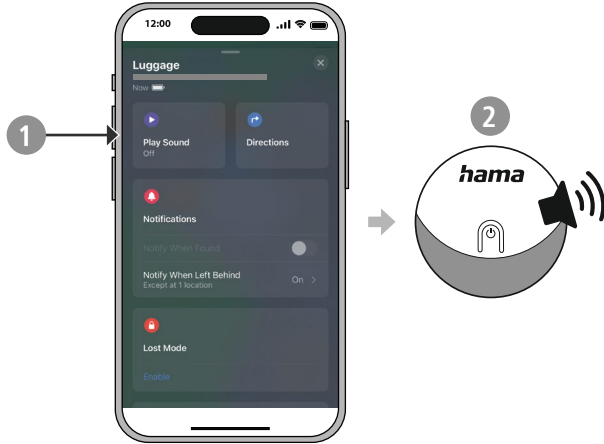 12:00
Luggage
Now
Play Sound
Off
Directions
Notifications
Notify When Found
Notify When Left Behind
Except at 1 location
On
Lost Mode
Enable
1
2
hama